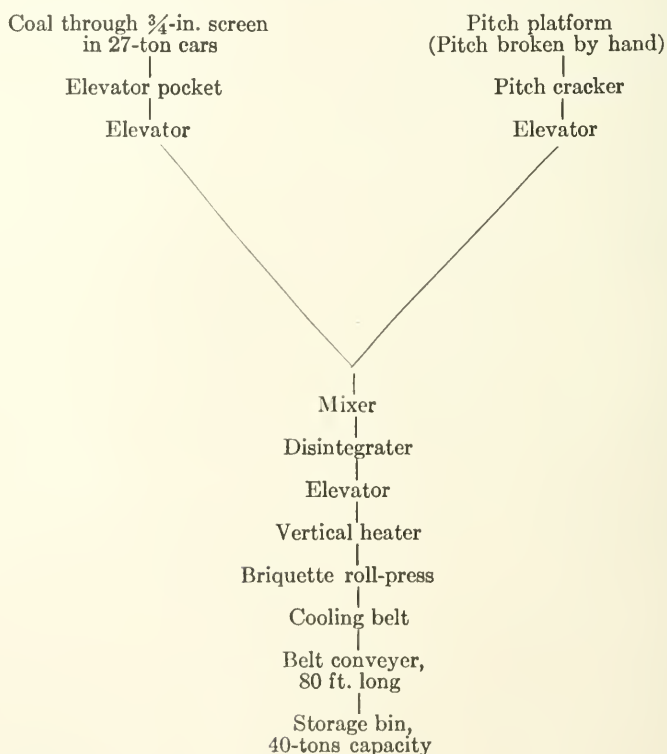 Coal through ¾-in. screen
in 27-ton cars
Elevator pocket
Elevator
Pitch platform
(Pitch broken by hand)
Pitch cracker
Elevator
Mixer
Disintegrater
Elevator
Vertical heater
Briquette roll-press
Cooling belt
Belt conveyer,
80 ft. long
Storage bin,
40-tons capacity